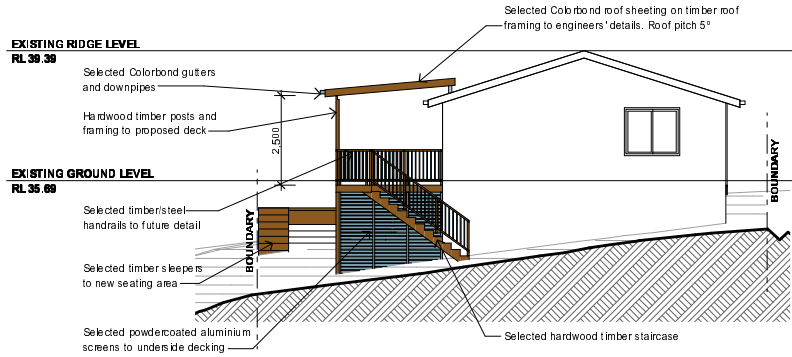 Selected Colorbond roof sheeting on timber roof
framing to engineers' details. Roof pitch 5°
EXISTING RIDGE LEVEL
RL 39.39
Selected Colorbond gutters
and downpipes
Hardwood timber posts and
framing to proposed deck
2,500
EXISTING GROUND LEVEL
RL 35.69
BOUNDARY
Selected timber/steel
handrails to future detail
BOUNDARY
Selected timber sleepers
to new seating area
Selected powdercoated aluminium
screens to underside decking
Selected hardwood timber staircase